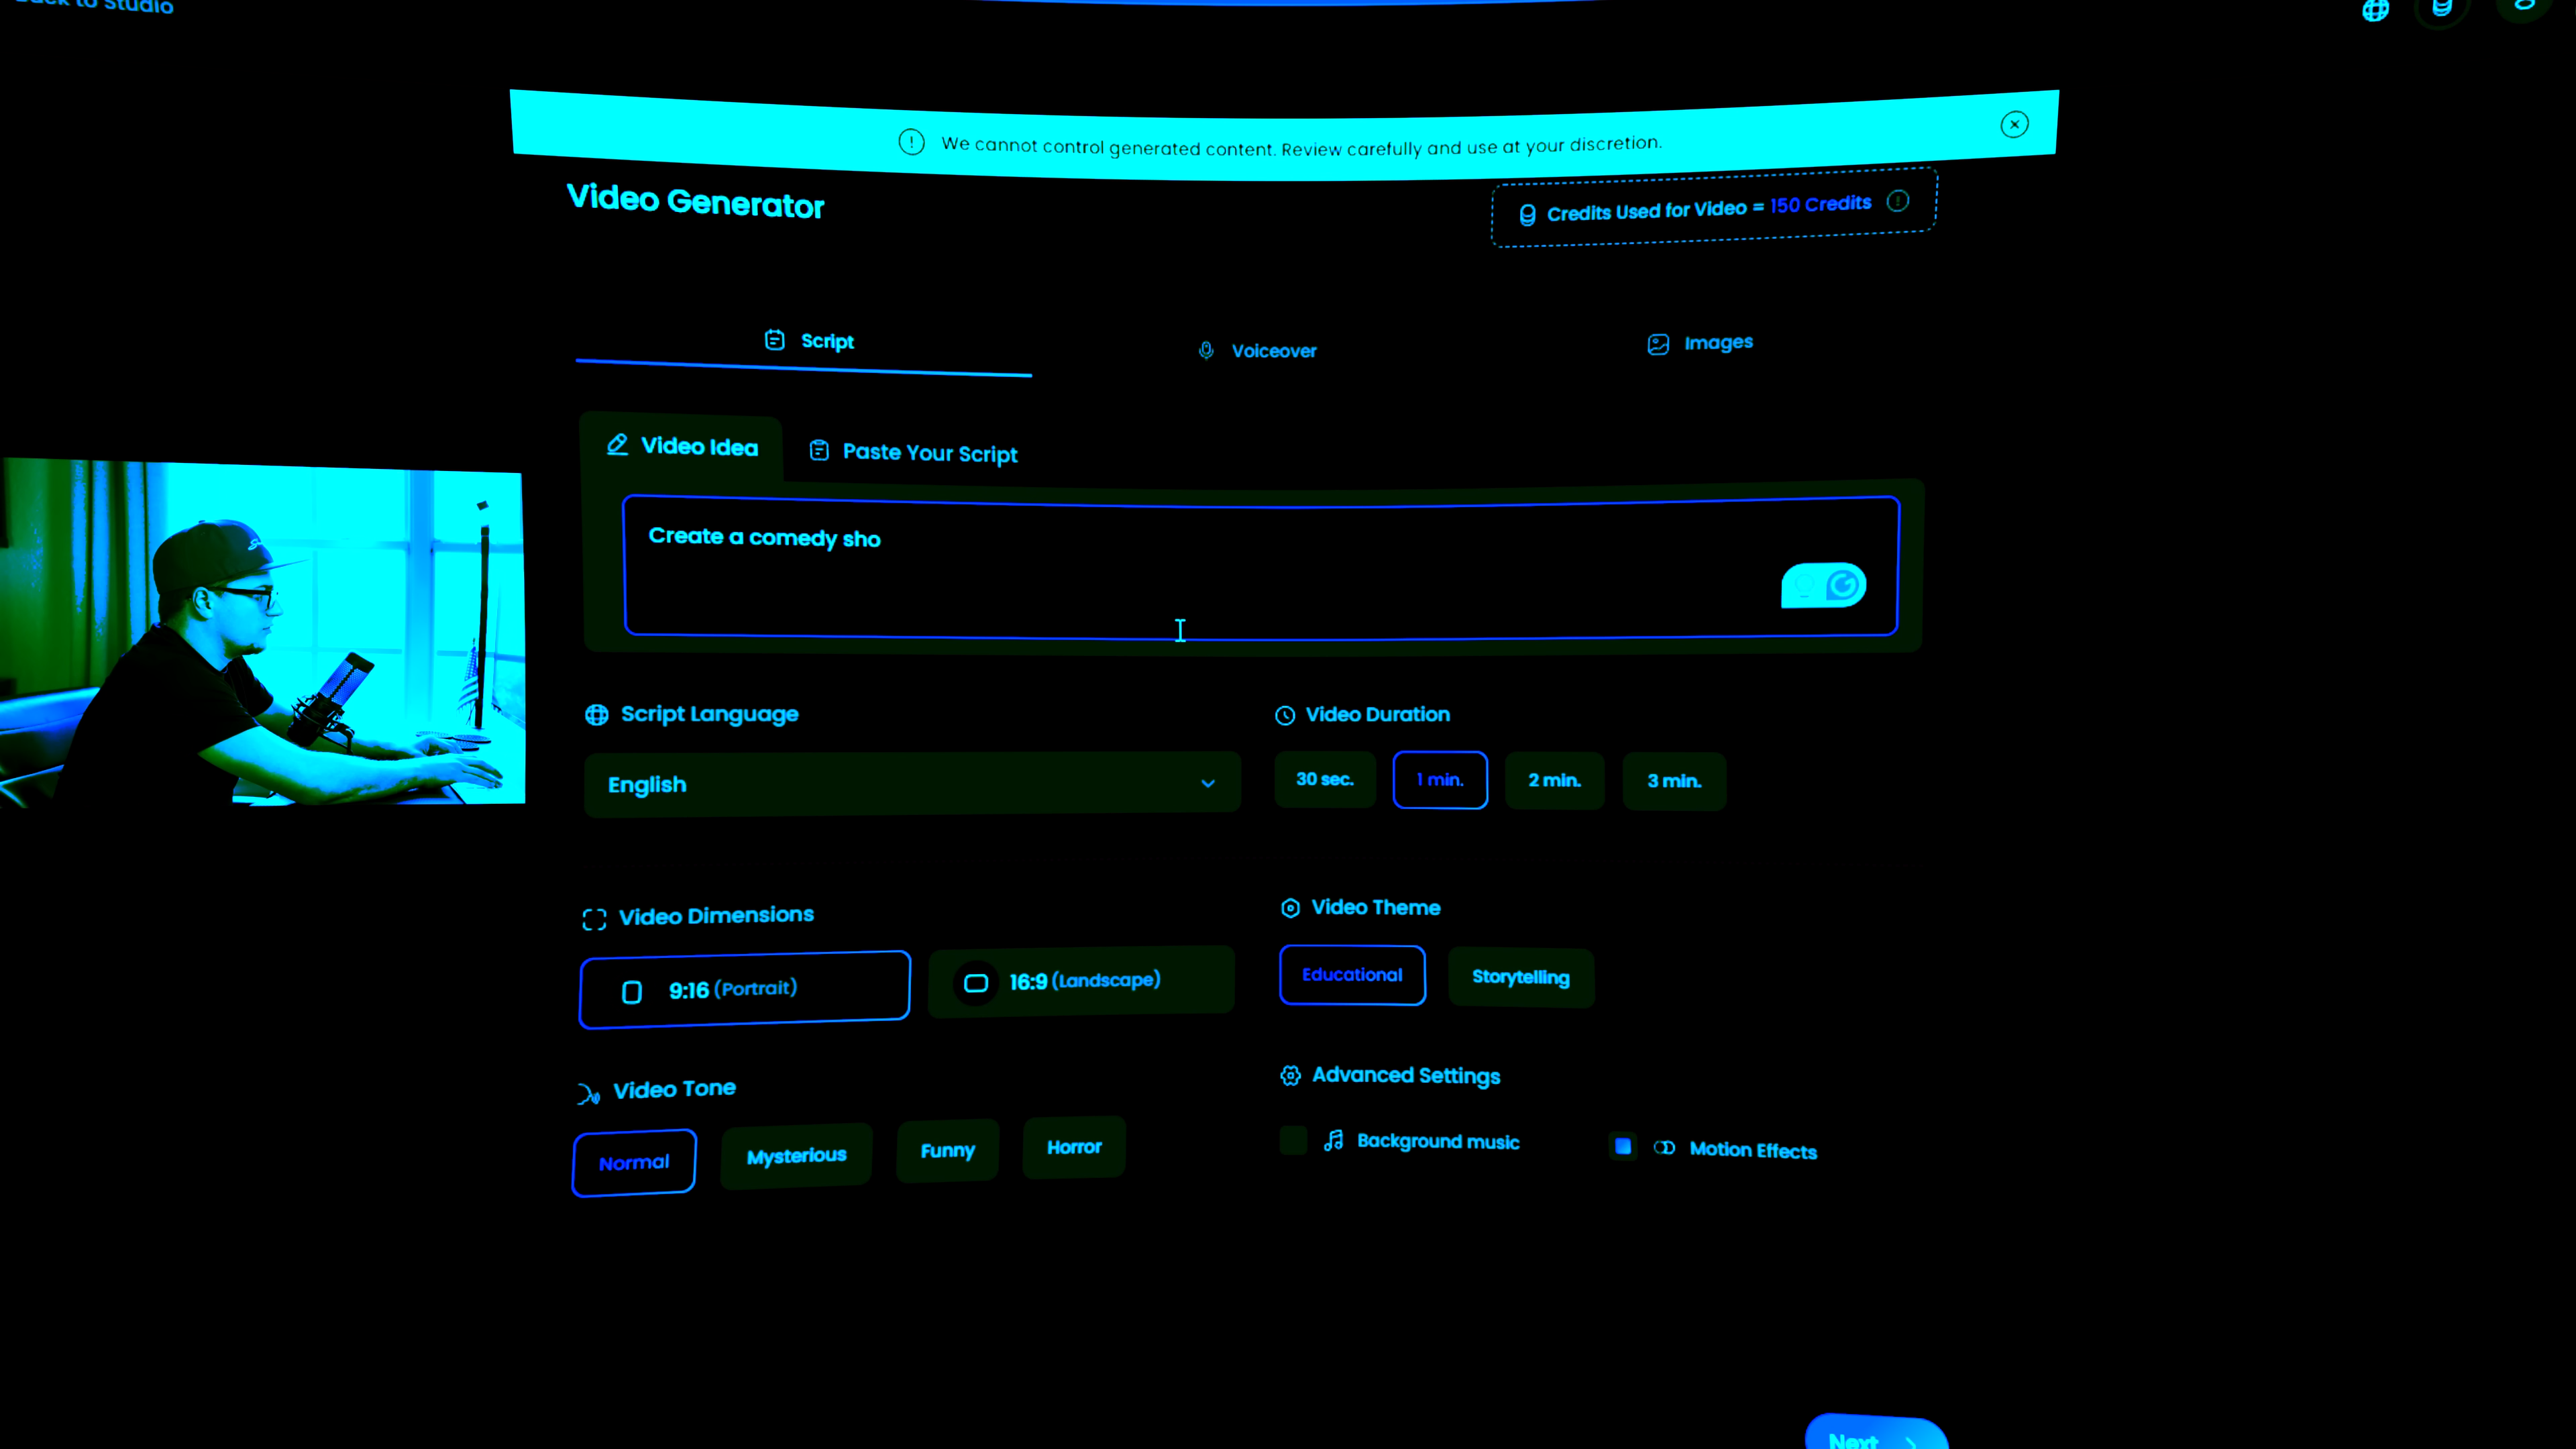 Back to Studio
We cannot control generated content. Review carefully and use at your discretion.
Video Generator
Credits Used for Video = 150 Credits
Script
Voiceover
Images
Video Idea
Paste Your Script
Create a comedy sho
Script Language
Video Duration
English
30 sec.
1 min.
2 min.
3 min.
Video Dimensions
Video Theme
9:16 (Portrait)
16:9 (Landscape)
Educational
Storytelling
Video Tone
Advanced Settings
Normal
Mysterious
Funny
Horror
Background music
Motion Effects
Next